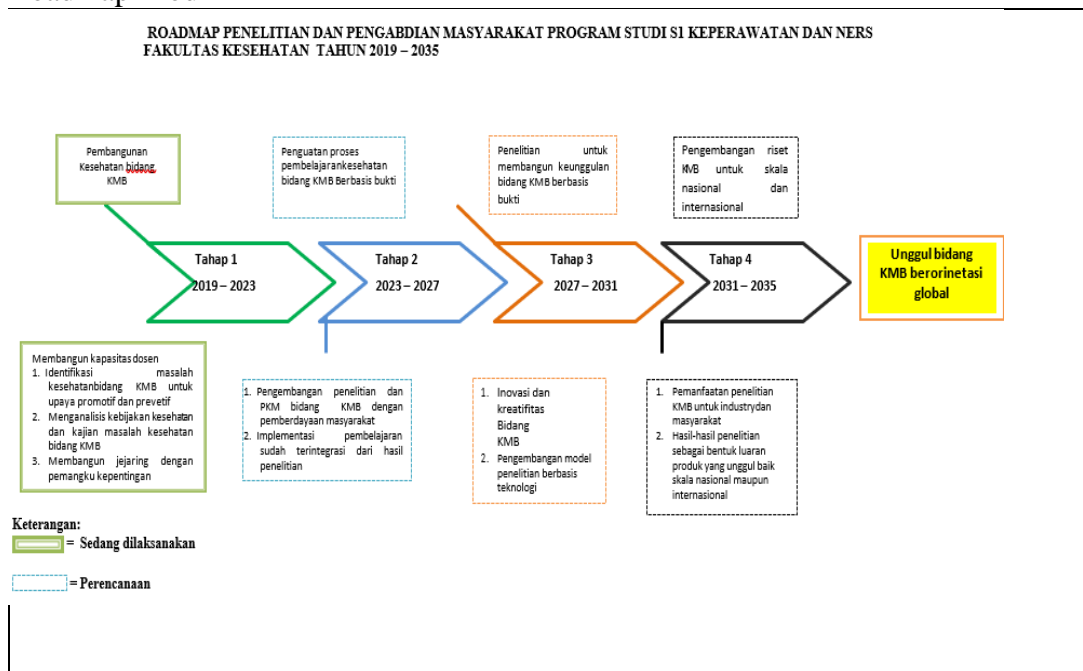 ROADMAP PENELITIAN DAN PENGABDIAN MASYARAKAT PROGRAM STUDI S1 KEPERAWATAN DAN NERS
FAKULTAS KESEHATAN TAHUN 2019 – 2035
Pembangunan
Kesehatan bidang
KMB
Penguatan proses
pembelajarankesehatan
bidang KMB Berbasis bukti
Penelitian untuk
membangun keunggulan
bidang KMB berbasis
bukti
Pengembangan riset
KMB untuk skala
nasional dan
internasional
Tahap 1
2019 – 2023
Tahap 2
2023 – 2027
Tahap 3
2027 – 2031
Tahap 4
2031 – 2035
Unggul bidang
KMB berorinetasi
global
Membangun kapasitas dosen
1. Identifikasi masalah
kesehatanbidang KMB untuk
upaya promotif dan prevetif
2. Menganalisis kebijakan kesehatan
dan kajian masalah kesehatan
bidang KMB
3. Membangun jejaring dengan
pemangku kepentingan
1. Pengembangan penelitian dan
PKM bidang KMB dengan
pemberdayaan masyarakat
2. Implementasi pembelajaran
sudah terintegrasi dari hasil
penelitian
1. Inovasi dan
kreatifitas
Bidang
KMB
2. Pengembangan model
penelitian berbasis
teknologi
1. Pemanfaatan penelitian
KMB untuk industrydan
masyarakat
2. Hasil-hasil penelitian
sebagai bentuk luaran
produk yang unggul baik
skala nasional maupun
internasional
Keterangan:
= Sedang dilaksanakan
= Perencanaan